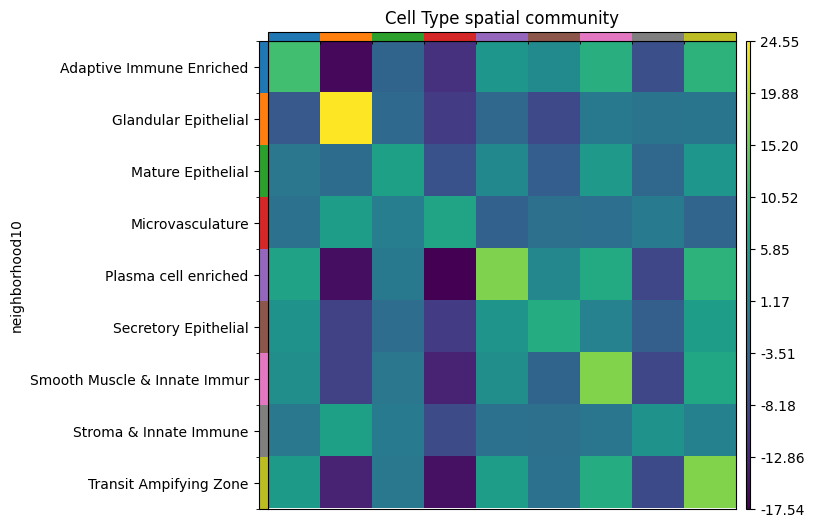 Cell Type spatial community
Adaptive Immune Enriched
Glandular Epithelial
Mature Epithelial
Microvasculature
Plasma cell enriched
Secretory Epithelial
Smooth Muscle & Innate Immur
Stroma & Innate Immune
Transit Ampifying Zone
neighborhood10
24.55
19.88
15.20
10.52
5.85
1.17
-3.51
-8.18
-12.86
-17.54